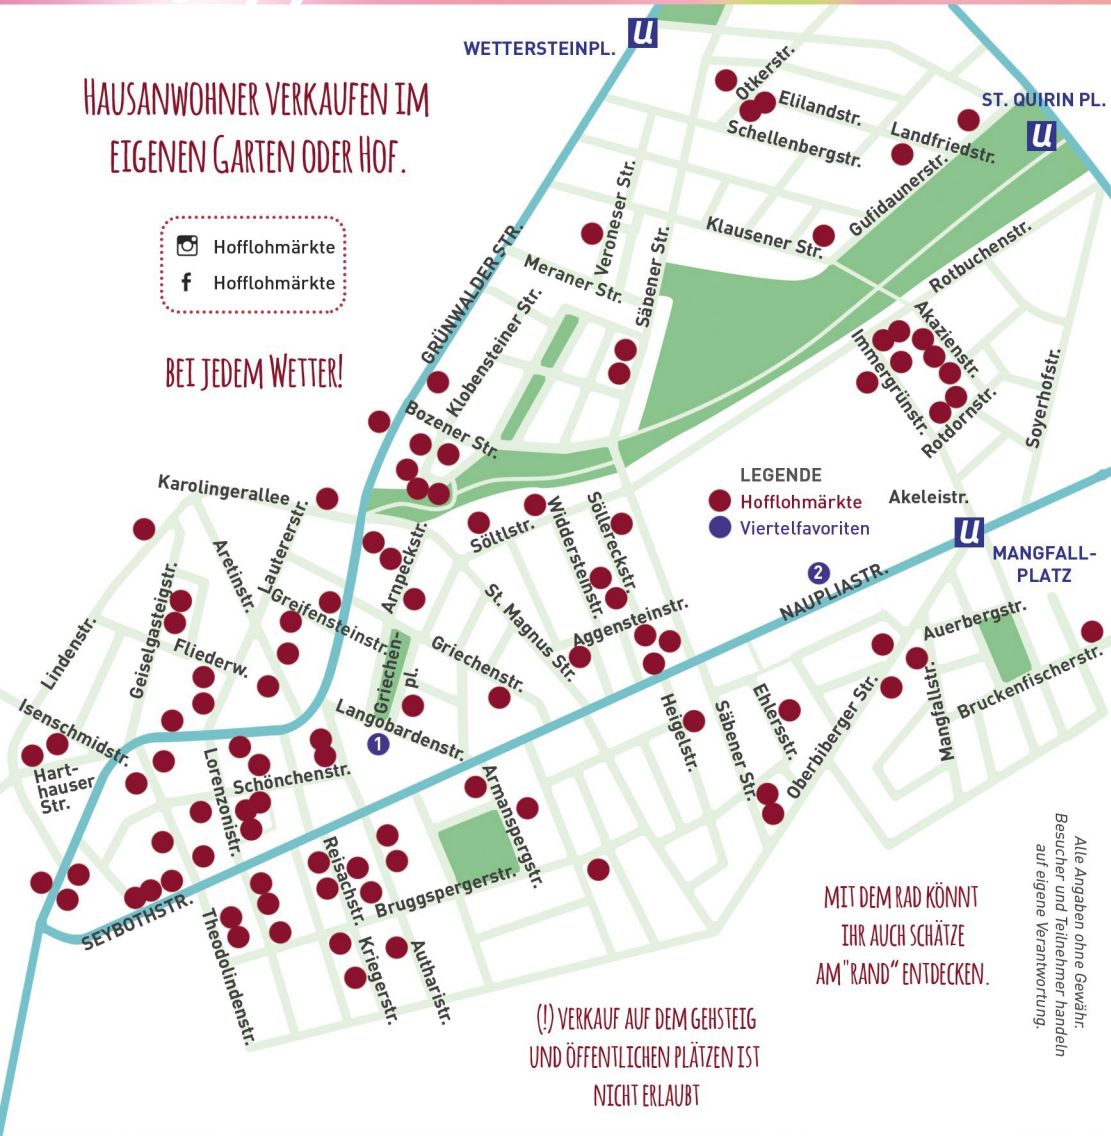 WETTERSTEINPL.
U
HAUSANWOHNER VERKAUFEN IM
EIGENEN GARTEN ODER HOF.
Hofflohmärkte
f Hofflohmärkte
BEI JEDEM WETTER!
ST. QUIRIN PL.
U
Otkerstr.
Elilandstr.
Schellenbergstr.
Landfriedstr.
Gufidaunerstr.
Klausener Str.
Veroneser Str.
Säbener Str.
Meraner Str.
GRÜNWALDER STR.
Klobensteiner Str.
Bozener Str.
Rotbuchenstr.
Akazienstr.
Immergrünstr.
Rotdornstr.
Soyerhofstr.
LEGENDE
Hofflohmärkte
Viertelfavoriten
Akeleistr.
U
MANGFALL-
PLATZ
Karolingerallee
Lautererstr.
Aretinstr.
Arnpeckstr.
Söltlstr.
Widdersteinstr.
Söllereckstr.
2
NAUPLIASTR.
Greifensteinstr.
St. Magnus Str.
Aggensteinstr.
Auerbergstr.
Lindenstr.
Geiselgasteigstr.
Fliederw.
Griechen-
pl.
Griechenstr.
Langobardenstr.
1
Isenschmidstr.
Hart-
hauser
Str.
Lorenzonistr.
Schönchenstr.
Heigelstr.
Säbener Str.
Ehlersstr.
Oberbiberger Str.
Mangfallstr.
Bruckenfischerstr.
Armanspergstr.
Reisachstr.
Bruggspergerstr.
SEYBOTHSTR.
Theodolindenstr.
Kriegerstr.
Autharistr.
MIT DEM RAD KÖNNT
IHR AUCH SCHÄTZE
AM"RAND“ ENTDECKEN.
(!) VERKAUF AUF DEM GEHSTEIG
UND ÖFFENTLICHEN PLÄTZEN IST
NICHT ERLAUBT
Alle Angaben ohne Gewähr.
Besucher und Teilnehmer handeln
auf eigene Verantwortung.